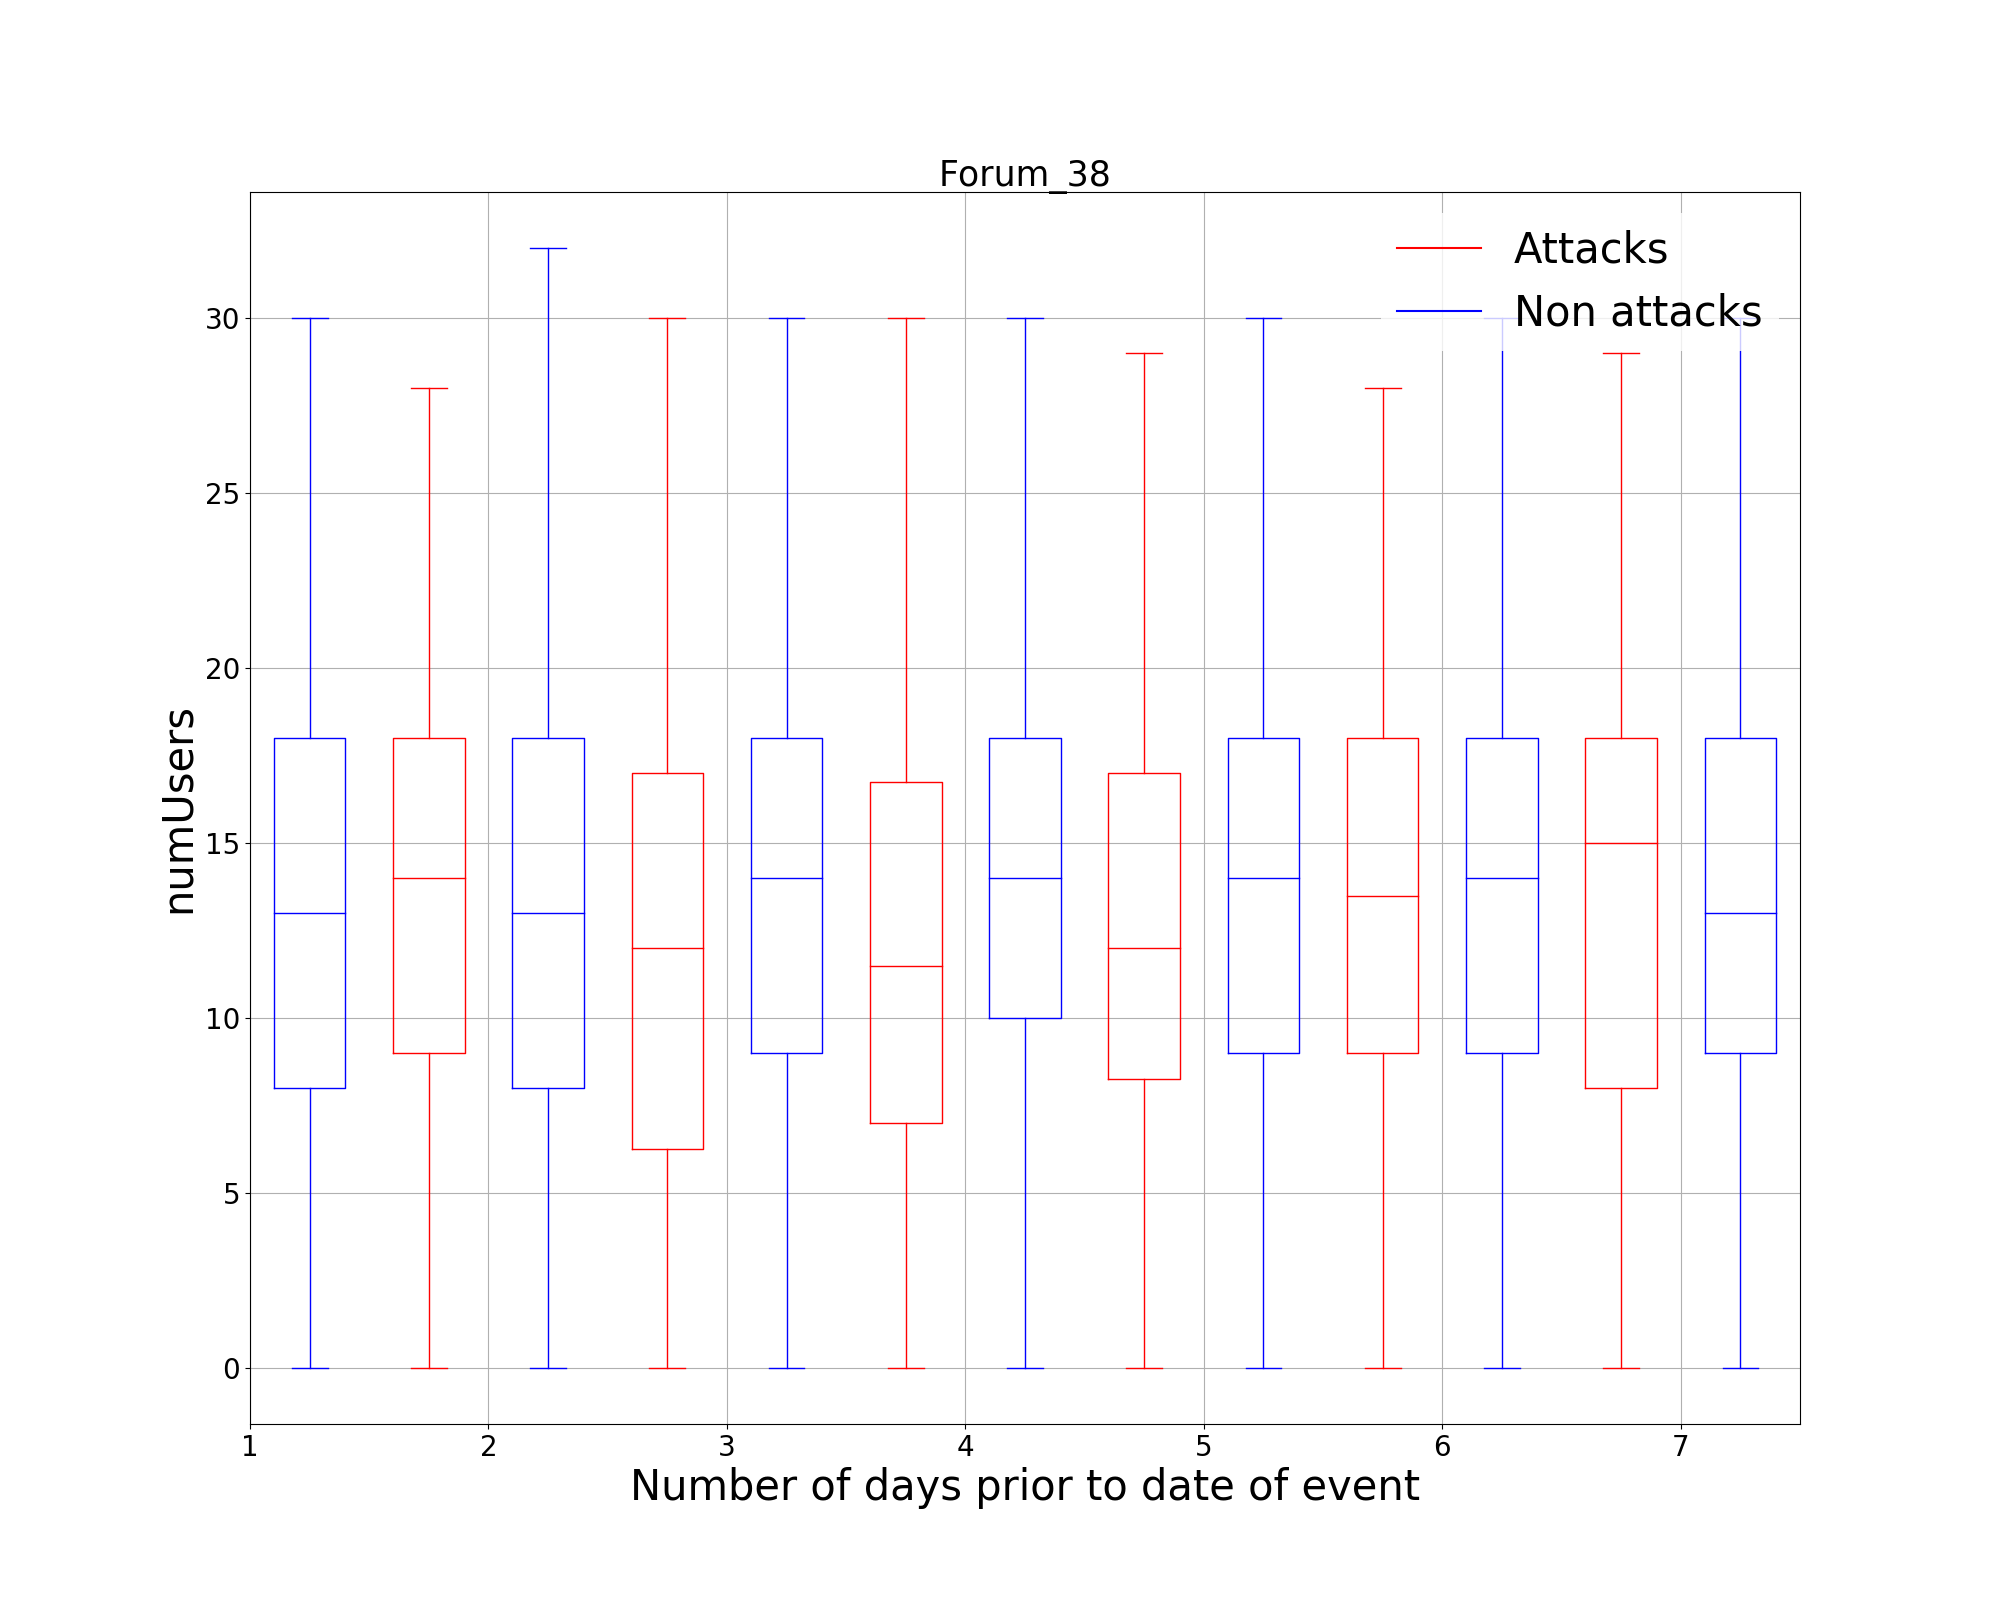 Forum_38
Attacks
Non attacks
numUsers
30
25
20
15
10
5
0
1 2 3 4 5 6 7
Number of days prior to date of event